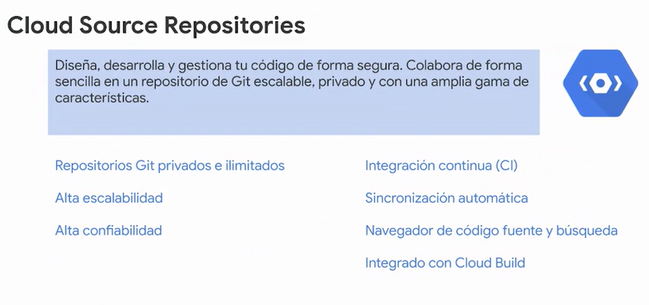 Cloud Source Repositories
Diseña, desarrolla y gestiona tu código de forma segura. Colabora de forma
sencilla en un repositorio de Git escalable, privado y con una amplia gama de
características.
Repositorios Git privados e ilimitados
Alta escalabilidad
Alta confiabilidad
Integración continua (CI)
Sincronización automática
Navegador de código fuente y búsqueda
Integrado con Cloud Build